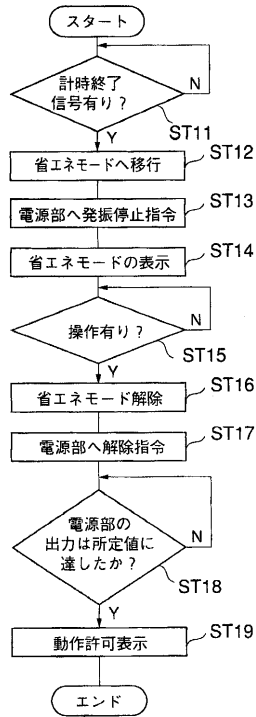 スタート
計時終了
信号有り？
N
Y
ST11
省エネモードへ移行
ST12
電源部へ発振停止指令
ST13
省エネモードの表示
ST14
操作有り？
N
Y
ST15
省エネモード解除
ST16
電源部へ解除指令
ST17
電源部の
出力は所定値に
達したか？
N
Y
ST18
動作許可表示
ST19
エンド